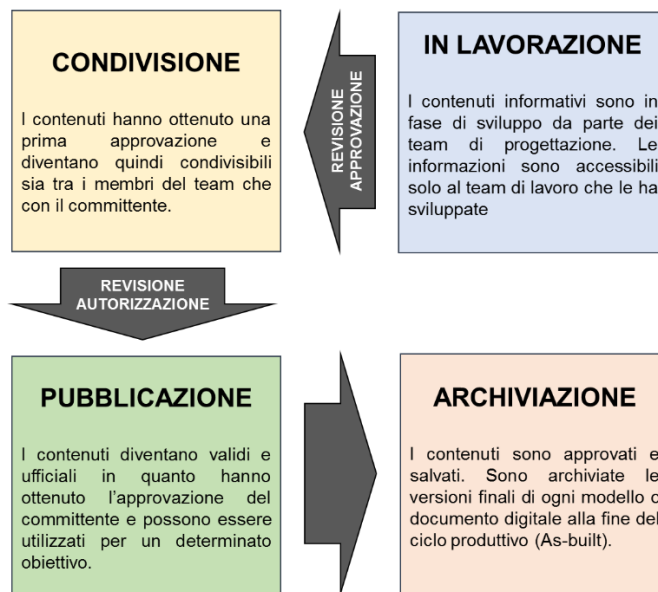 CONDIVISIONE
I contenuti hanno ottenuto una
prima approvazione e
diventano quindi condivisibili
sia tra i membri del team che
con il committente.
REVISIONE
APPROVAZIONE
IN LAVORAZIONE
I contenuti informativi sono in
fase di sviluppo da parte dei
team di progettazione. Le
informazioni sono accessibili
solo al team di lavoro che le ha
sviluppate
REVISIONE
AUTORIZZAZIONE
PUBBLICAZIONE
I contenuti diventano validi e
ufficiali in quanto hanno
ottenuto l'approvazione del
committente e possono essere
utilizzati per un determinato
obiettivo.
ARCHIVIAZIONE
I contenuti sono approvati e
salvati. Sono archiviate le
versioni finali di ogni modello o
documento digitale alla fine del
ciclo produttivo (As-built).